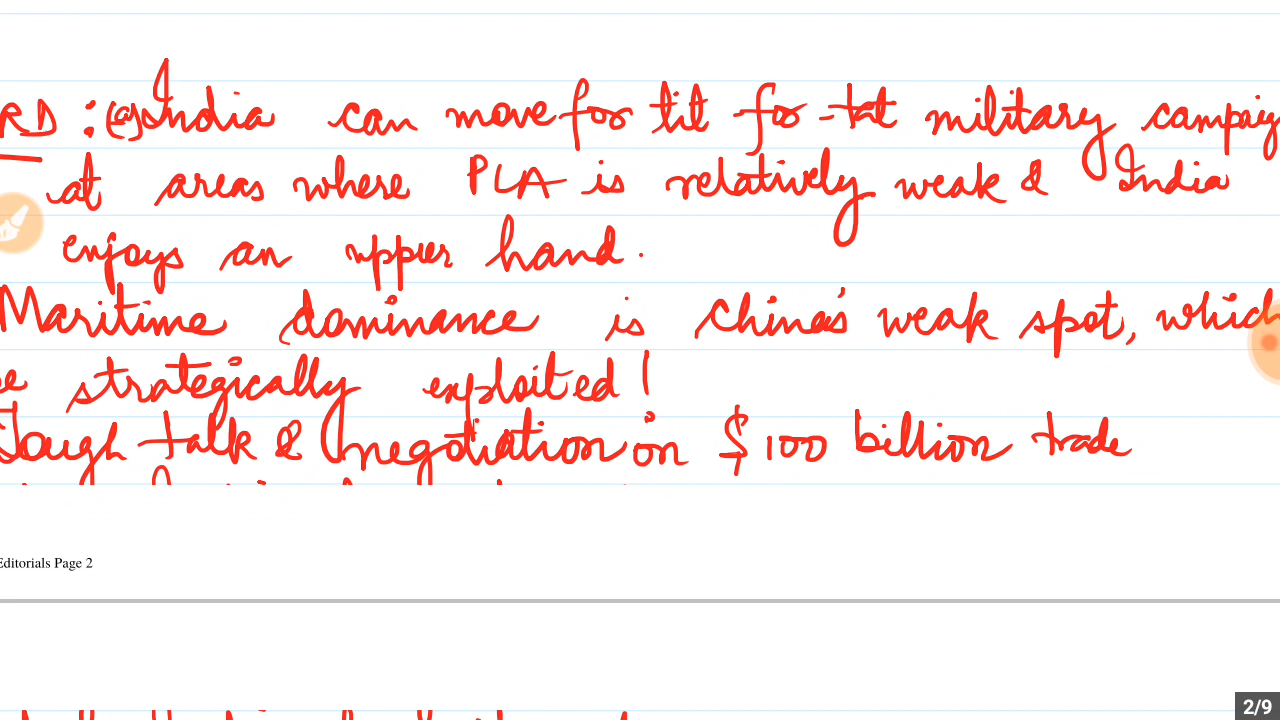 RD : (a) India can move for tit for tat military campaig
at areas where PLA is relatively weak & India
enjoys an upper hand.
Maritime dominance is China's weak spot, which
e strategically exploited!
Tough talk & negotiation on $100 billion trade
Editorials Page 2
2/9